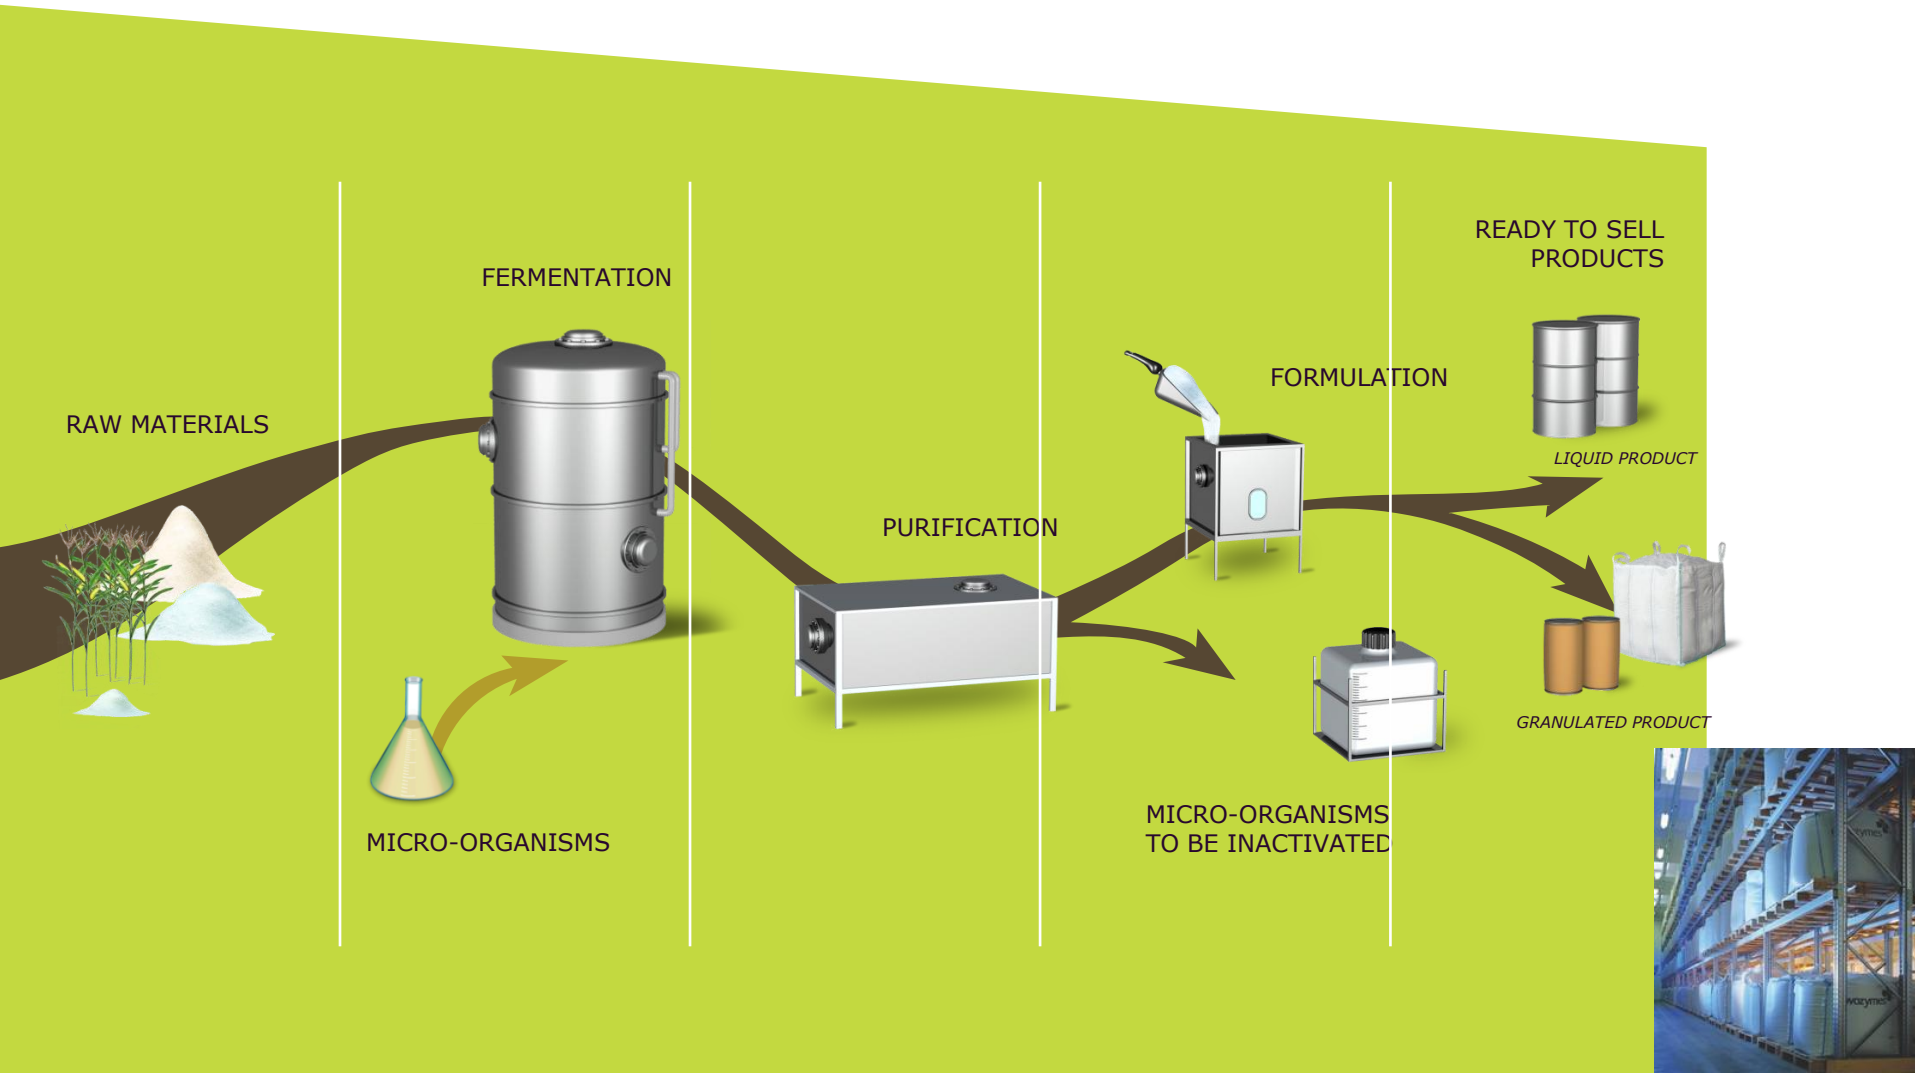 RAW MATERIALS
FERMENTATION
MICRO-ORGANISMS
PURIFICATION
FORMULATION
MICRO-ORGANISMS
TO BE INACTIVATED
READY TO SELL
PRODUCTS
LIQUID PRODUCT
GRANULATED PRODUCT